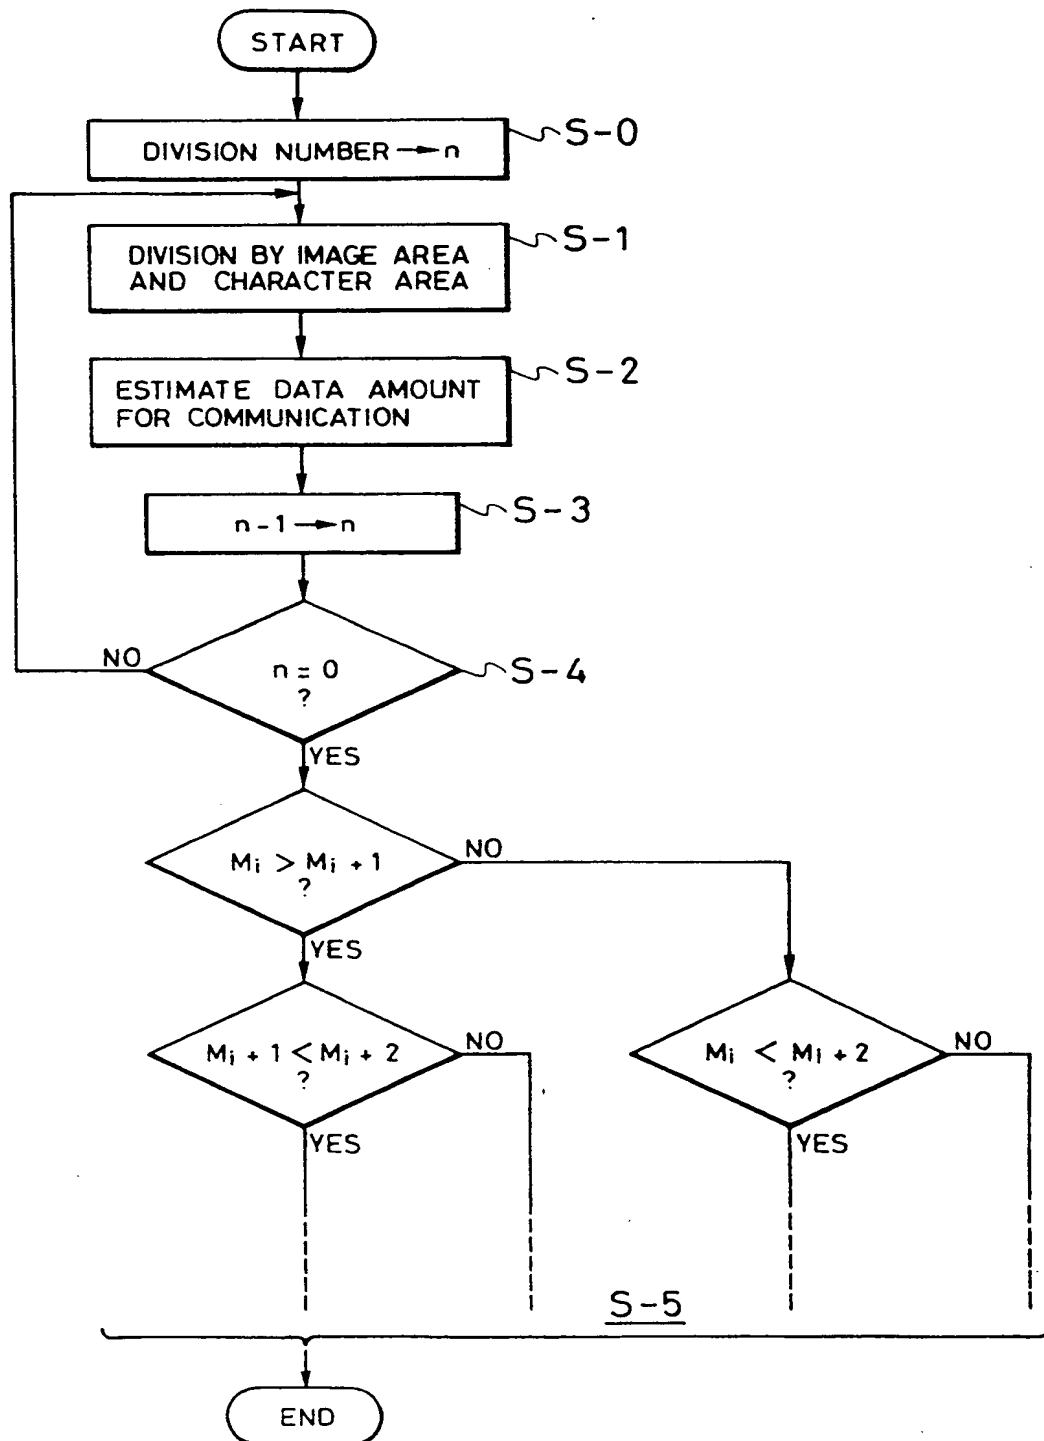 START
DIVISION NUMBER → n
S-0
DIVISION BY IMAGE AREA
AND CHARACTER AREA
S-1
ESTIMATE DATA AMOUNT
FOR COMMUNICATION
S-2
n-1 → n
S-3
n = 0
?
NO
S-4
YES
Mi > Mi + 1
?
NO
YES
Mi + 1 < Mi + 2
?
NO
Mi < Mi + 2
?
NO
YES
YES
S-5
END